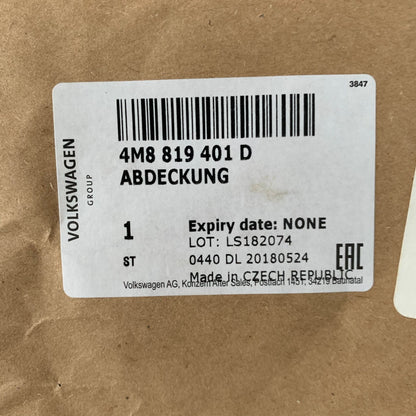 3847
VOLKSWAGEN
GROUP
4M8 819 401 D
ABDECKUNG
1 Expiry date: NONE
LOT: LS182074
ST 0440 DL 20180524
EAC
Made in CZECH REPUBLIC
Volkswagen AG, Konzern After Sales, Postfach 1451, 34219 Baunatal